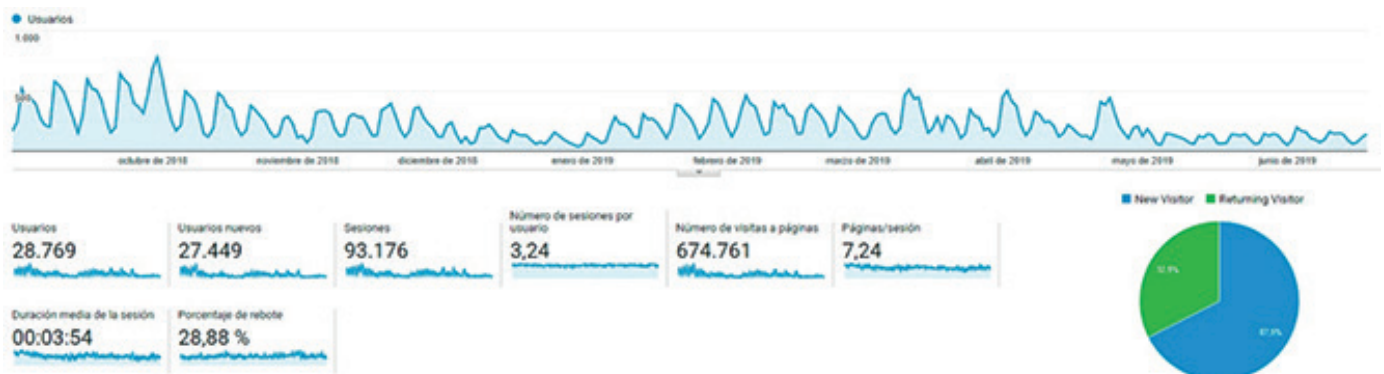 Usuarios
1.000
500
octubre de 2018 noviembre de 2018 diciembre de 2018 enero de 2019 febrero de 2019 marzo de 2019 abril de 2019 mayo de 2019 junio de 2019
New Visitor Returning Visitor
Usuarios
28.769
Usuarios nuevos
27.449
Sesiones
93.176
Número de sesiones por
usuario
3,24
Número de visitas a páginas
674.761
Páginas/sesión
7,24
Duración media de la sesión
00:03:54
Porcentaje de rebote
28,88 %